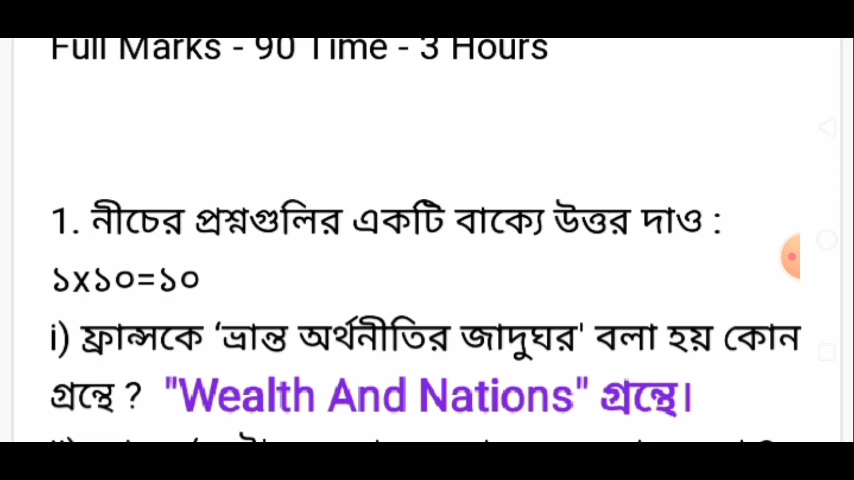 Full Marks - 90 Time - 3 Hours
1. নীচের প্রশ্নগুলির একটি বাক্যে উত্তর দাও :
১x১০=১০
i) ফ্রান্সকে ‘ভ্রান্ত অর্থনীতির জাদুঘর' বলা হয় কোন
গ্রন্থে ? "Wealth And Nations" গ্রন্থে।